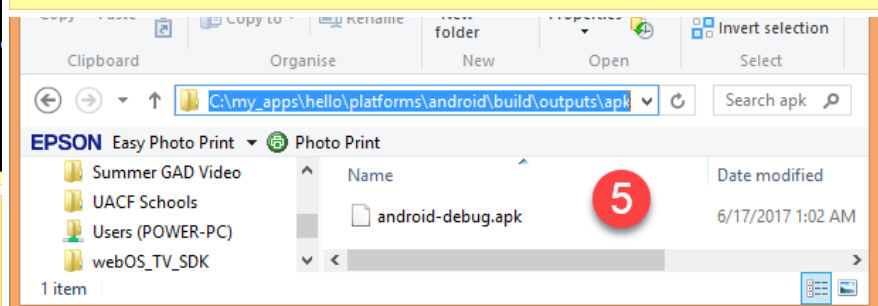 Copy Paste Copy to Rename New Properties
folder Invert selection
Clipboard Organise New Open Select
C:\my_apps\hello\platforms\android\build\outputs\apk Search apk
EPSON Easy Photo Print Photo Print
Summer GAD Video Name Date modified
UACF Schools 5
android-debug.apk 6/17/2017 1:02 AM
Users (POWER-PC)
webOS_TV_SDK
1 item